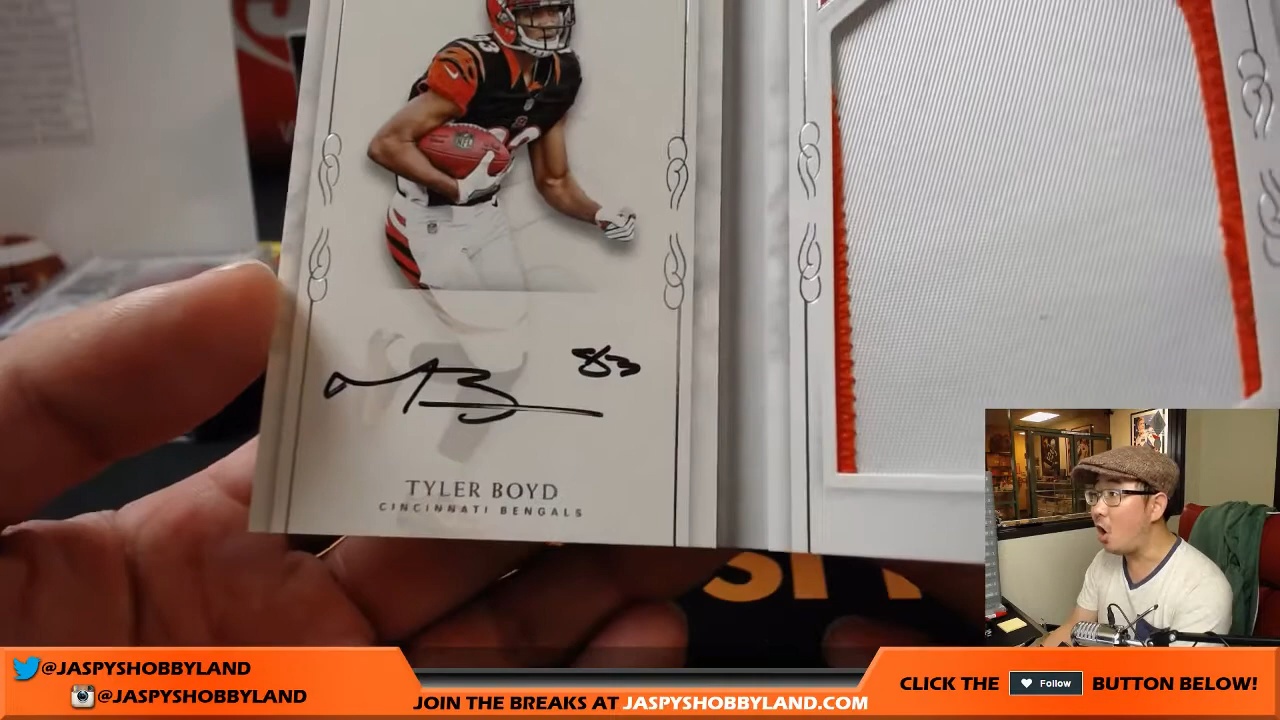 83
TYLER BOYD
CINCINNATI BENGALS
@JASPYSHOBBYLAND
@JASPYSHOBBYLAND
JOIN THE BREAKS AT JASPYSHOBBYLAND.COM
CLICK THE Follow BUTTON BELOW!